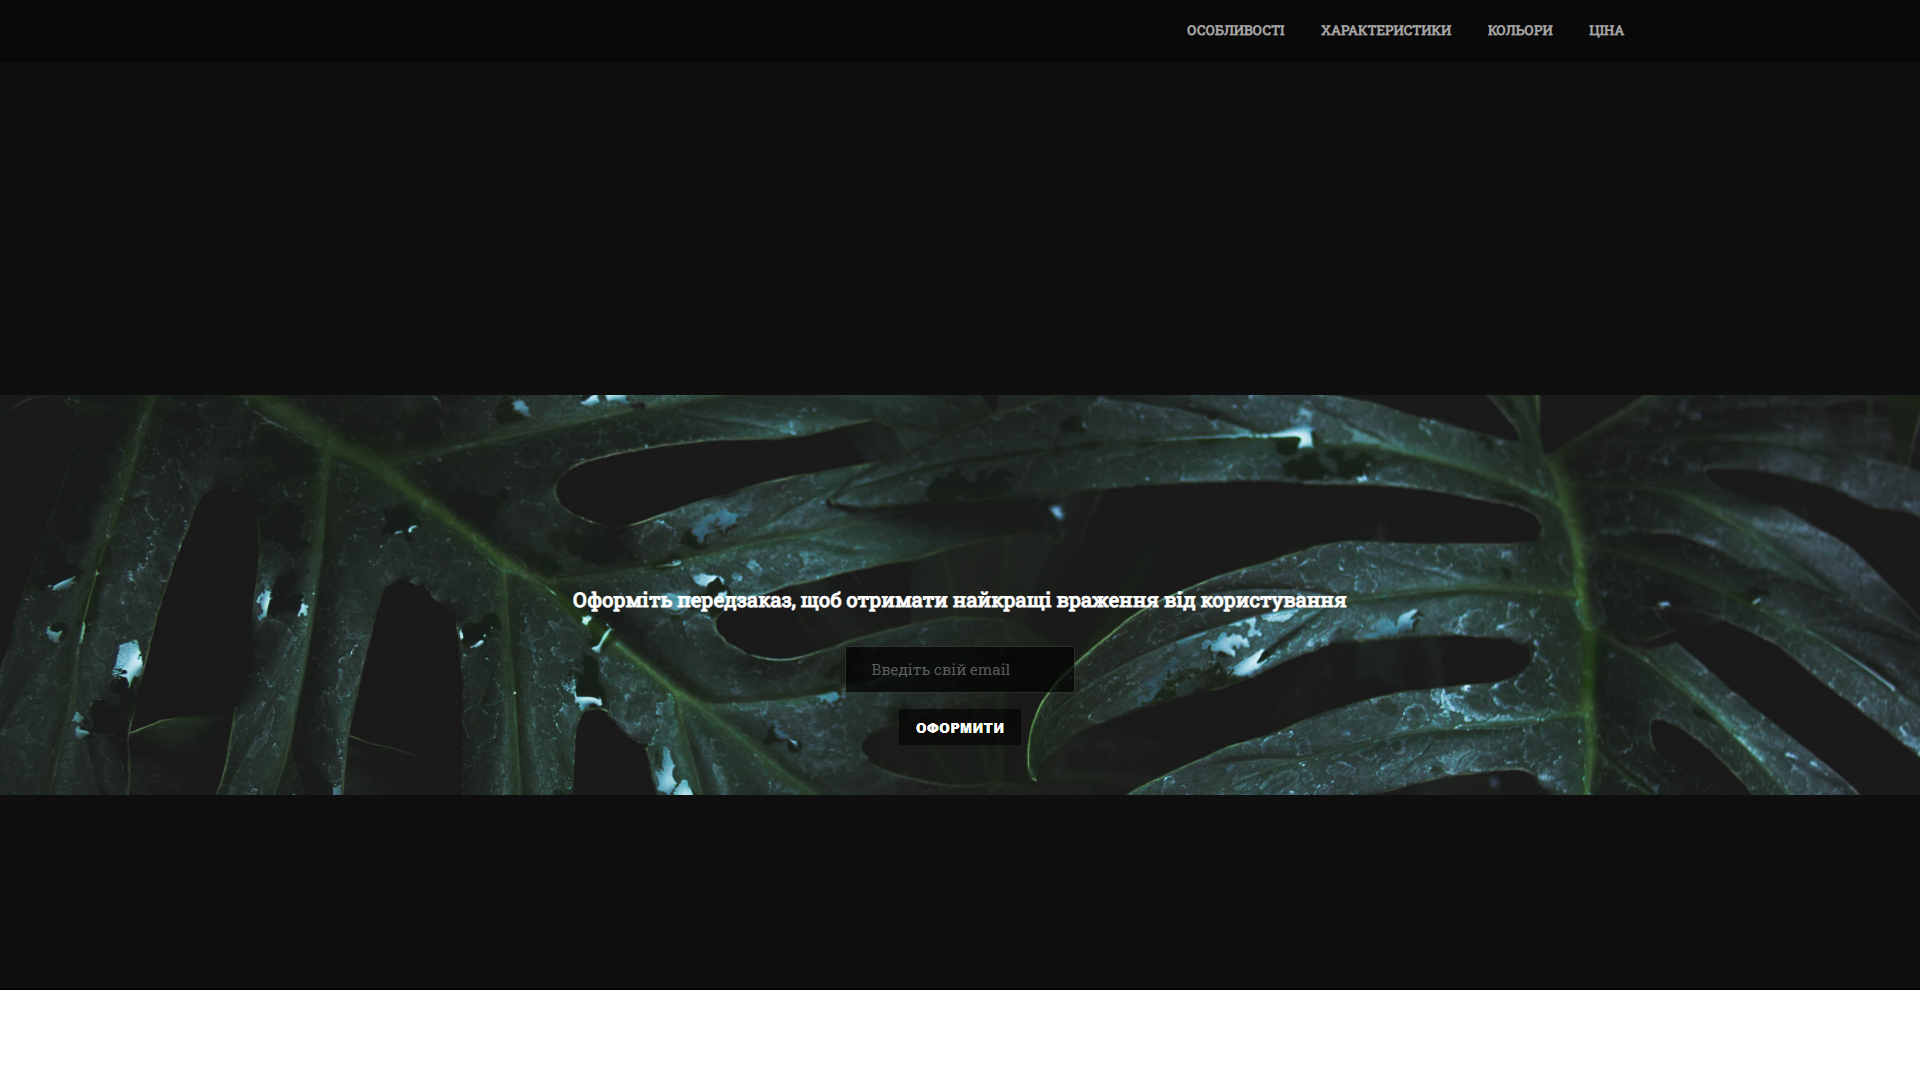 ОСОБЛИВОСТІ ХАРАКТЕРИСТИКИ КОЛЬОРИ ЦІНА
Оформіть передзаказ, щоб отримати найкращі враження від користування
Введіть свій email
ОФОРМИТИ